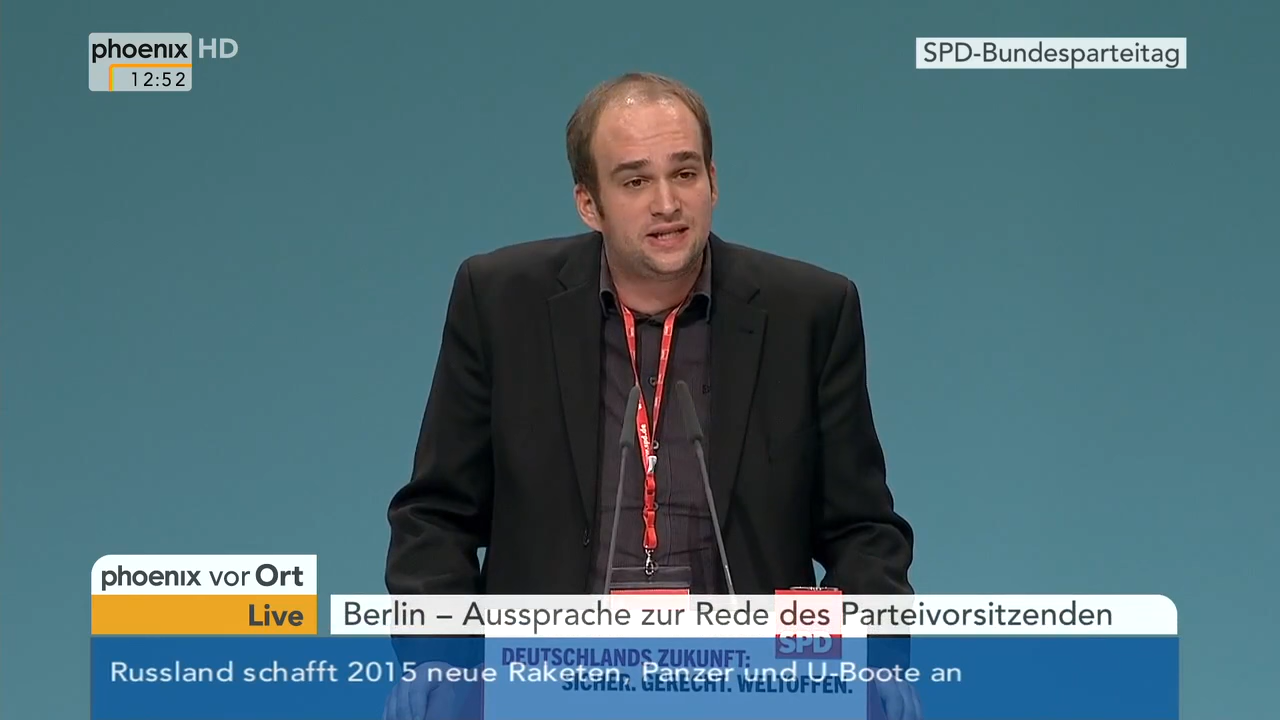 phoenix HD
12:52
SPD-Bundesparteitag
phoenix vor Ort
Live
Berlin – Aussprache zur Rede des Parteivorsitzenden
SPD
DEUTSCHLANDS ZUKUNFT:
SICHER. GERECHT. WELTOFFEN.
Russland schafft 2015 neue Raketen, Panzer und U-Boote an